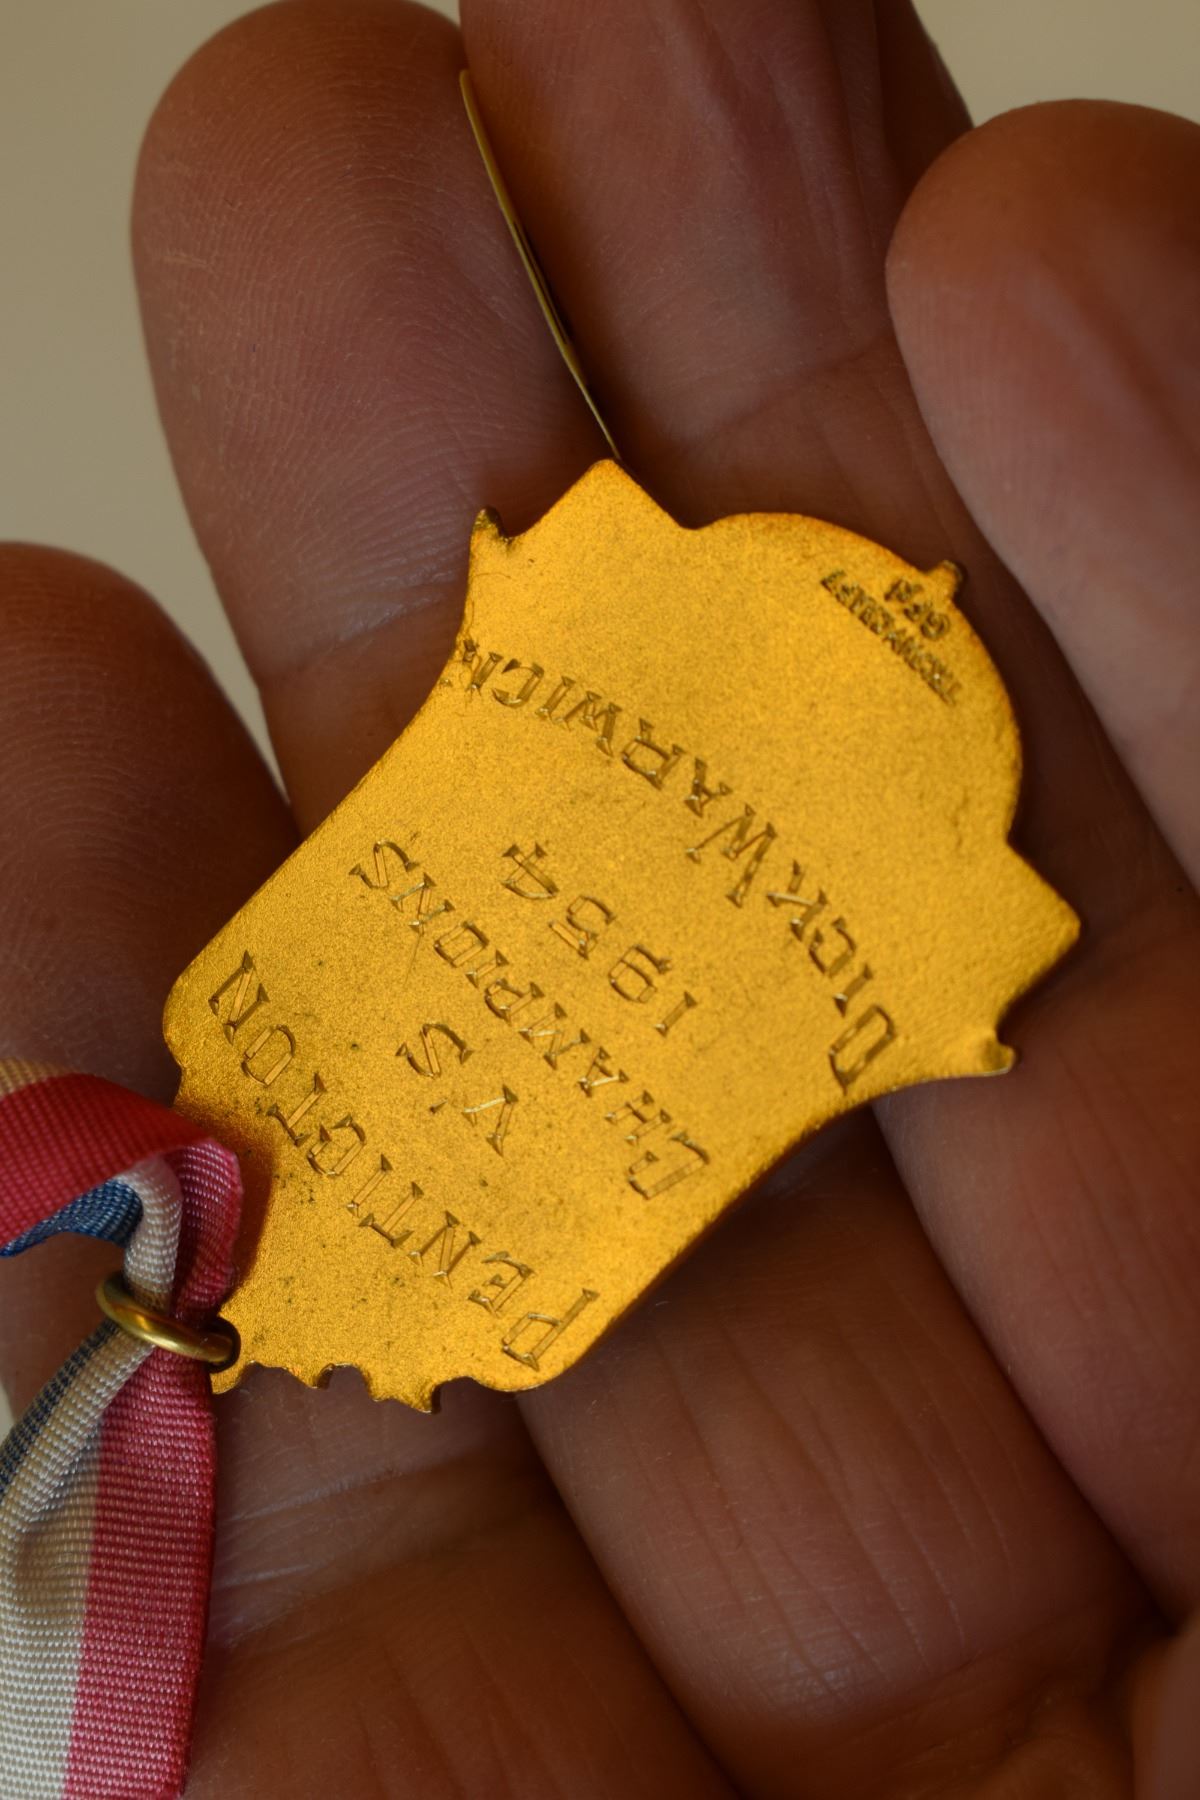 PENTICTON
V'S
CHAMPIONS
1954
DICK WARWICK